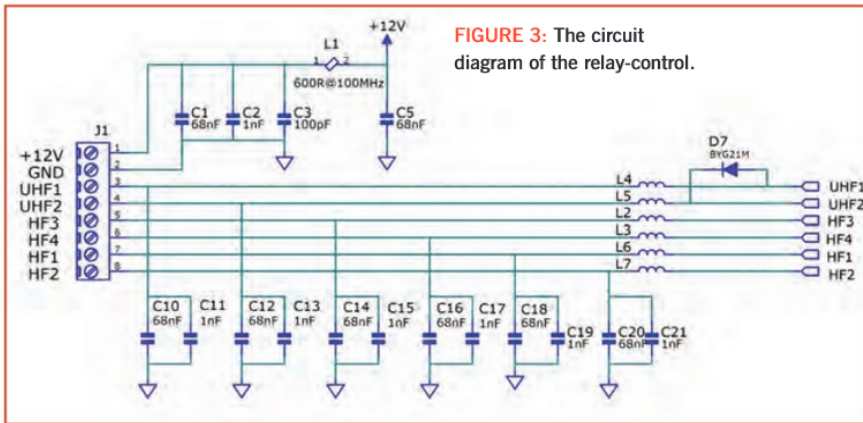 FIGURE 3: The circuit
diagram of the relay-control.
+12V
L1
1 2
600R@100MHz
C1
68nF
C2
1nF
C3
100pF
C5
68nF
J1
+12V 1
GND 2
UHF1 3
UHF2 4
HF3 5
HF4 6
HF1 7
HF2 8
D7
BYG21M
L4
L5
L2
L3
L6
L7
UHF1
UHF2
HF3
HF4
HF1
HF2
C10
68nF
C11
1nF
C12
68nF
C13
1nF
C14
68nF
C15
1nF
C16
68nF
C17
1nF
C18
68nF
C19
1nF
C20
68nF
C21
1nF